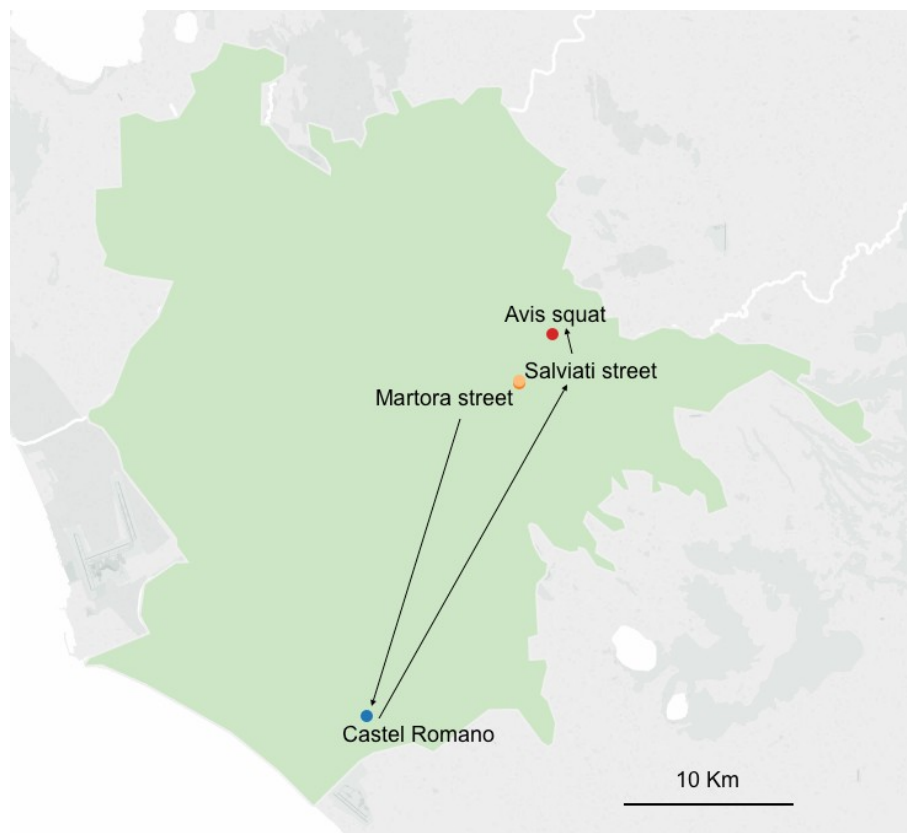 Avis squat
Salviati street
Martora street
Castel Romano
10 Km